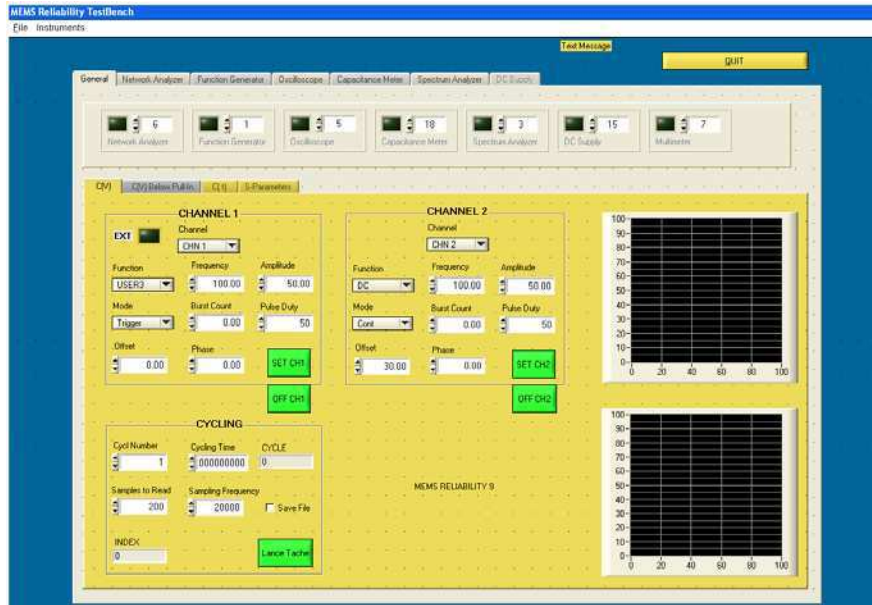 MEMS Reliability TestBench
File Instruments
Text Message
QUIT
General Network Analyzer Function Generator Oscilloscope Capacitance Meter Spectrum Analyzer DC Supply
6 1 5 18 3 15 7
Network Analyzer Function Generator Oscilloscope Capacitance Meter Spectrum Analyzer DC Supply Multimeter
C(V) C(V) Below Pull-In C(t) S-Parameters
CHANNEL 1
EXT
Channel
CHN 1
Function Frequency Amplitude
USER3 100.00 50.00
Mode Burst Count Pulse Duty
Trigger 0.00 50
Offset Phase
0.00 0.00
SET CH1
OFF CH1
CHANNEL 2
Channel
CHN 2
Function Frequency Amplitude
DC 100.00 50.00
Mode Burst Count Pulse Duty
Cont 0.00 50
Offset Phase
30.00 0.00
SET CH2
OFF CH2
100
90
80
70
60
50
40
30
20
10
0
0 20 40 60 80 100
CYCLING
Cycl Number Cycling Time CYCLE
1 000000000 0
Samples to Read Sampling Frequency
200 20000 Save File
INDEX
0
Lance Tache
MEMS RELIABILITY 9
100
90
80
70
60
50
40
30
20
10
0
0 20 40 60 80 100